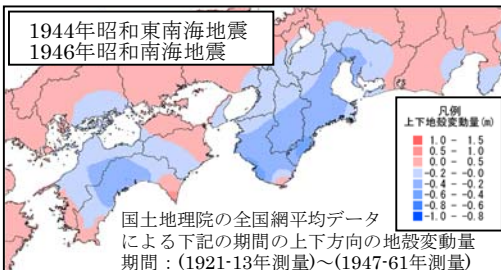 1944年昭和東南海地震
1946年昭和南海地震
凡例
上下地殻変動量(m)
1.0 - 1.5
0.5 - 1.0
0.0 - 0.5
-0.2 - -0.0
-0.4 - -0.2
-0.6 - -0.4
-0.8 - -0.6
-1.0 - -0.8
国土地理院の全国網平均データ
による下記の期間の上下方向の地殻変動量
期間：(1921-13年測量)～(1947-61年測量)